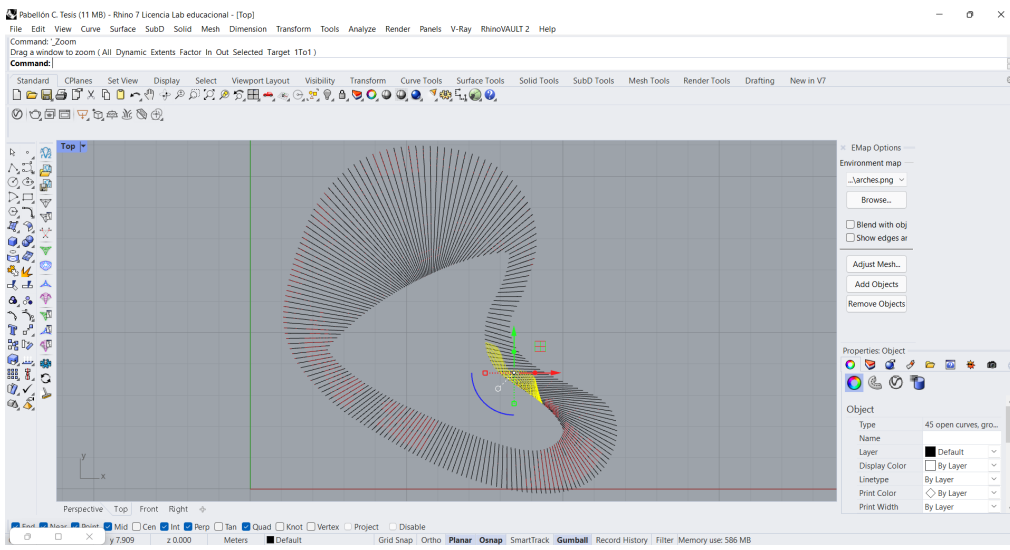 Pabellón C. Tesis (11 MB) - Rhino 7 Licencia Lab educacional - [Top]
File Edit View Curve Surface SubD Solid Mesh Dimension Transform Tools Analyze Render Panels V-Ray RhinoVAULT 2 Help
Command: '_Zoom
Drag a window to zoom ( All Dynamic Extents Factor In Out Selected Target 1To1 )
Command:
Standard CPlanes Set View Display Select Viewport Layout Visibility Transform Curve Tools Surface Tools Solid Tools SubD Tools Mesh Tools Render Tools Drafting New in V7
Top
EMap Options
Environment map
...\arches.png
Browse...
Blend with obj
Show edges ar
Adjust Mesh...
Add Objects
Remove Objects
Properties: Object
Object
Type 45 open curves, gro...
Name
Layer Default
Display Color By Layer
Linetype By Layer
Print Color By Layer
Print Width By Layer
y
x
Perspective Top Front Right
End Near Point Mid Cen Int Perp Tan Quad Knot Vertex Project Disable
y 7.909 z 0.000 Meters Default Grid Snap Ortho Planar Osnap SmartTrack Gumball Record History Filter Memory use: 586 MB